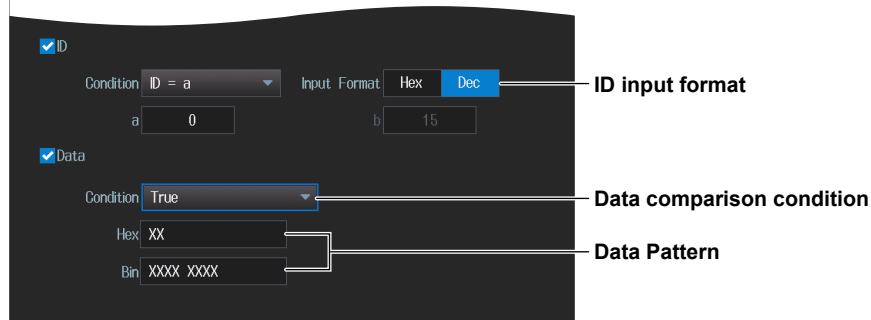 ID
Condition ID = a Input Format Hex Dec ID input format
a 0 b 15
Data
Condition True Data comparison condition
Hex XX
Data Pattern
Bin XXXX XXXX